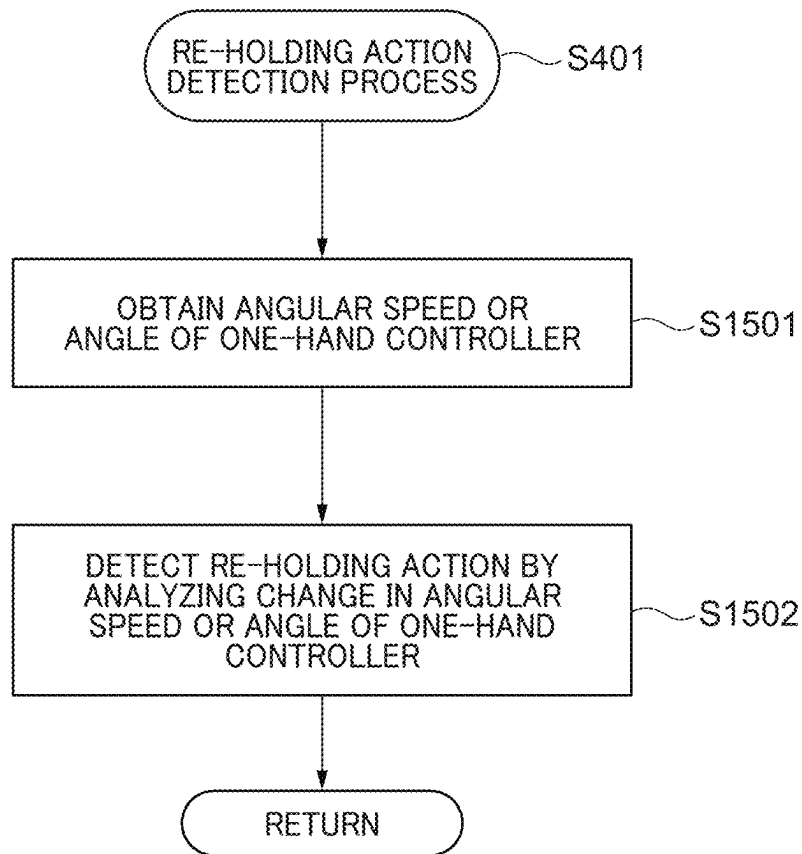 RE-HOLDING ACTION
DETECTION PROCESS
S401
OBTAIN ANGULAR SPEED OR
ANGLE OF ONE-HAND CONTROLLER
S1501
DETECT RE-HOLDING ACTION BY
ANALYZING CHANGE IN ANGULAR
SPEED OR ANGLE OF ONE-HAND
CONTROLLER
S1502
RETURN